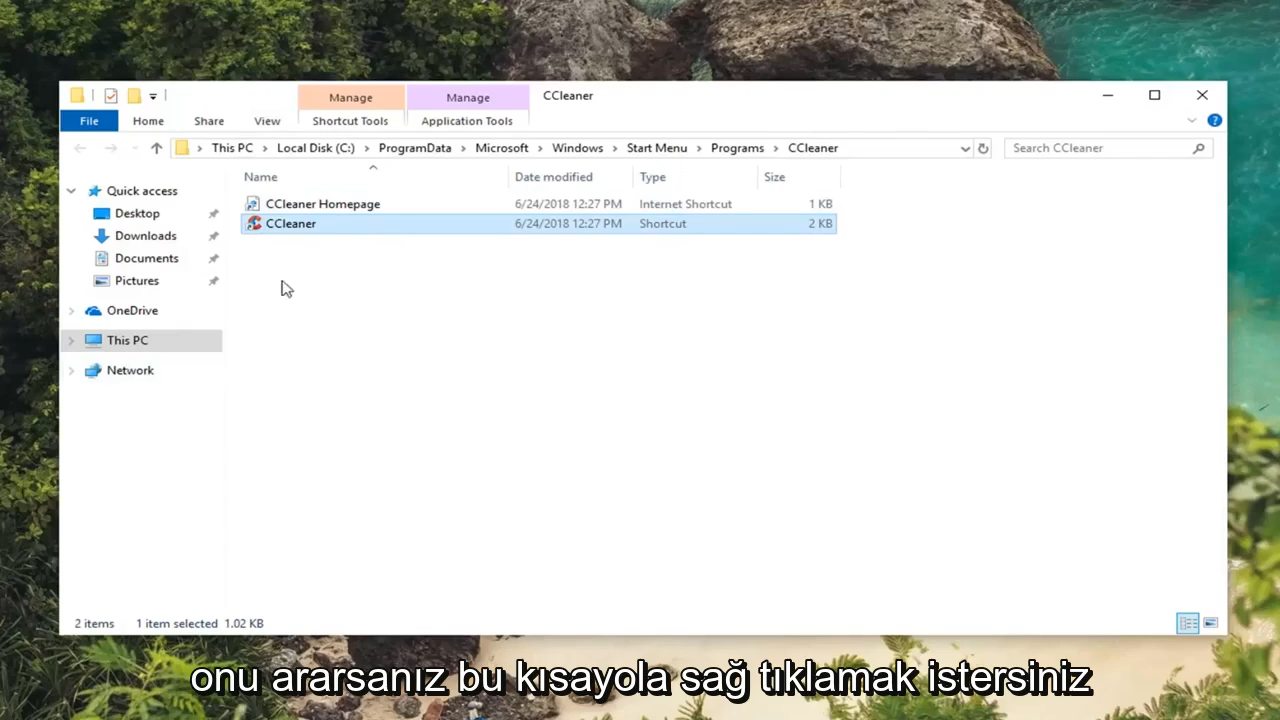 Manage Manage CCleaner
File Home Share View Shortcut Tools Application Tools
This PC Local Disk (C:) ProgramData Microsoft Windows Start Menu Programs CCleaner Search CCleaner
Name Date modified Type Size
Quick access
Desktop
Downloads
Documents
Pictures
OneDrive
This PC
Network
CCleaner Homepage 6/24/2018 12:27 PM Internet Shortcut 1 KB
CCleaner 6/24/2018 12:27 PM Shortcut 2 KB
2 items 1 item selected 1.02 KB
onu ararsanız bu kısayola sağ tıklamak istersiniz